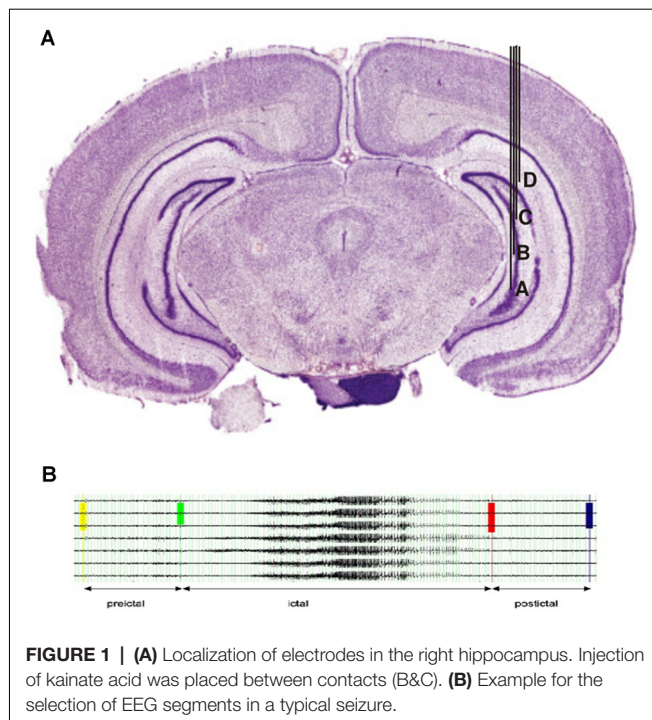 A
D
C
B
A
B
preictal
ictal
postictal
FIGURE 1 | (A) Localization of electrodes in the right hippocampus. Injection
of kainate acid was placed between contacts (B&C). (B) Example for the
selection of EEG segments in a typical seizure.